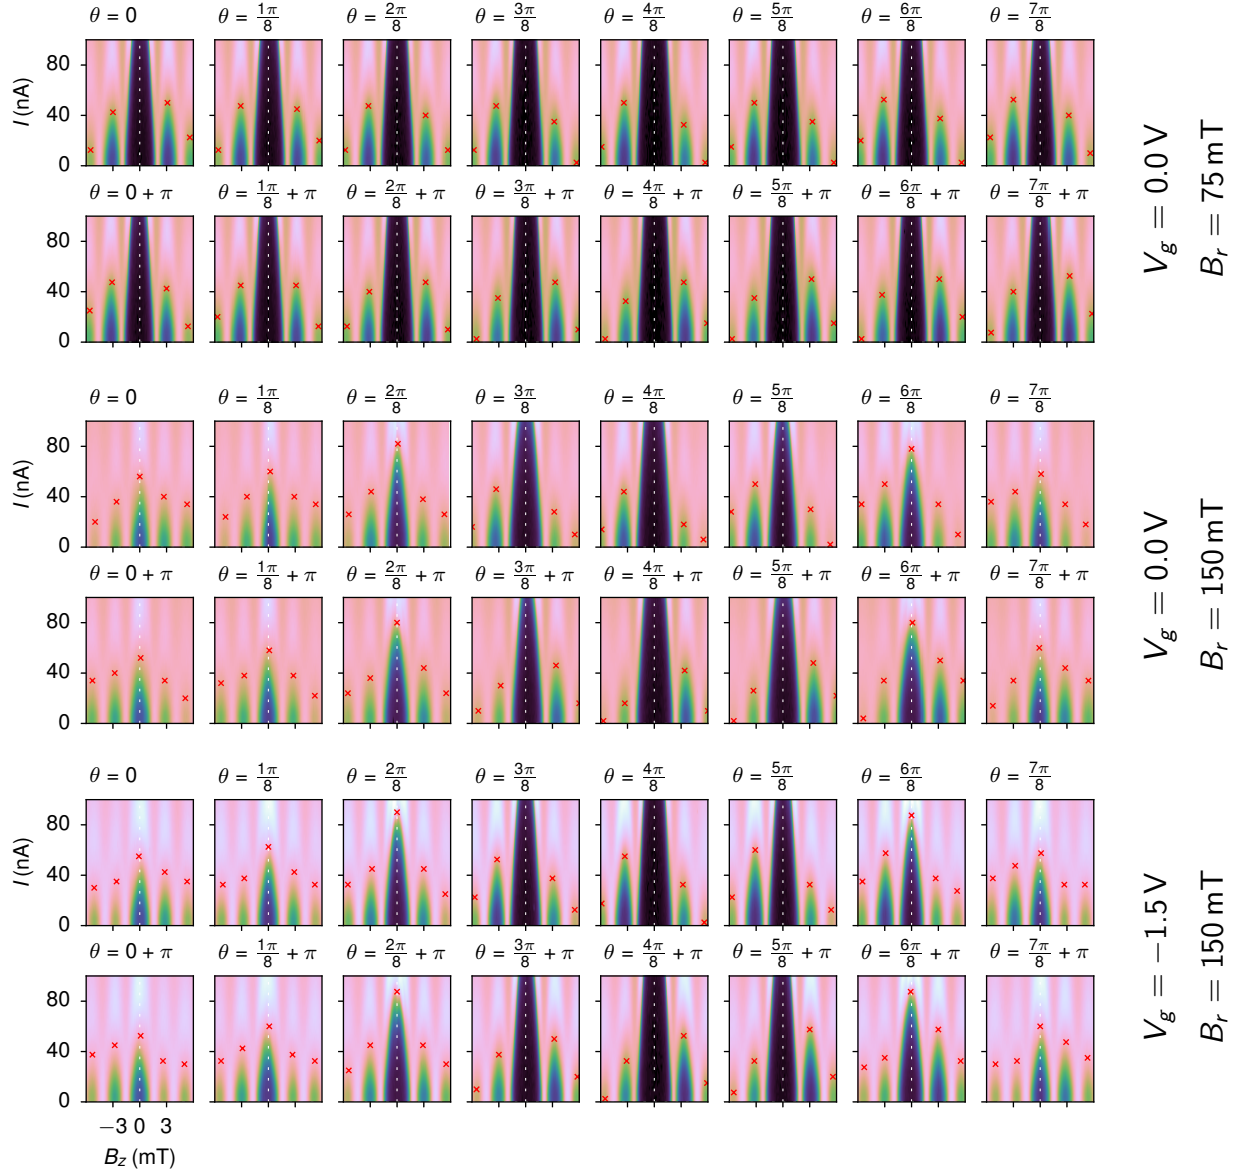 θ = 0 θ = 1π/8 θ = 2π/8 θ = 3π/8 θ = 4π/8 θ = 5π/8 θ = 6π/8 θ = 7π/8
80
40
0
I (nA)
θ = 0 + π θ = 1π/8 + π θ = 2π/8 + π θ = 3π/8 + π θ = 4π/8 + π θ = 5π/8 + π θ = 6π/8 + π θ = 7π/8 + π
80
40
0
V_g = 0.0 V
B_r = 75 mT
θ = 0 θ = 1π/8 θ = 2π/8 θ = 3π/8 θ = 4π/8 θ = 5π/8 θ = 6π/8 θ = 7π/8
80
40
0
I (nA)
θ = 0 + π θ = 1π/8 + π θ = 2π/8 + π θ = 3π/8 + π θ = 4π/8 + π θ = 5π/8 + π θ = 6π/8 + π θ = 7π/8 + π
80
40
0
V_g = 0.0 V
B_r = 150 mT
θ = 0 θ = 1π/8 θ = 2π/8 θ = 3π/8 θ = 4π/8 θ = 5π/8 θ = 6π/8 θ = 7π/8
80
40
0
I (nA)
θ = 0 + π θ = 1π/8 + π θ = 2π/8 + π θ = 3π/8 + π θ = 4π/8 + π θ = 5π/8 + π θ = 6π/8 + π θ = 7π/8 + π
80
40
0
−3 0 3
B_z (mT)
V_g = −1.5 V
B_r = 150 mT